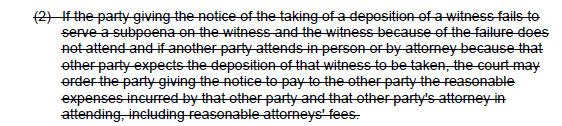 (2) If the party giving the notice of the taking of a deposition of a witness fails to
serve a subpoena on the witness and the witness because of the failure does
not attend and if another party attends in person or by attorney because that
other party expects the deposition of that witness to be taken, the court may
order the party giving the notice to pay to the other party the reasonable
expenses incurred by that other party and that other party's attorney in
attending, including reasonable attorneys' fees.